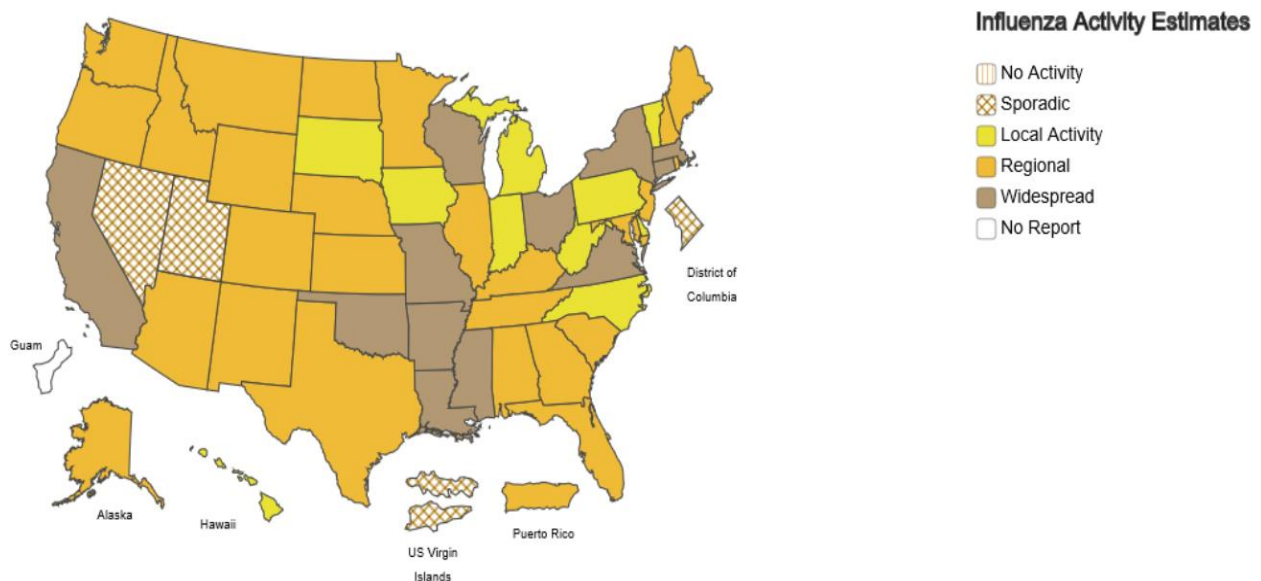 Influenza Activity Estimates
No Activity
Sporadic
Local Activity
Regional
Widespread
No Report
District of
Columbia
Guam
Alaska
Hawaii
US Virgin
Islands
Puerto Rico